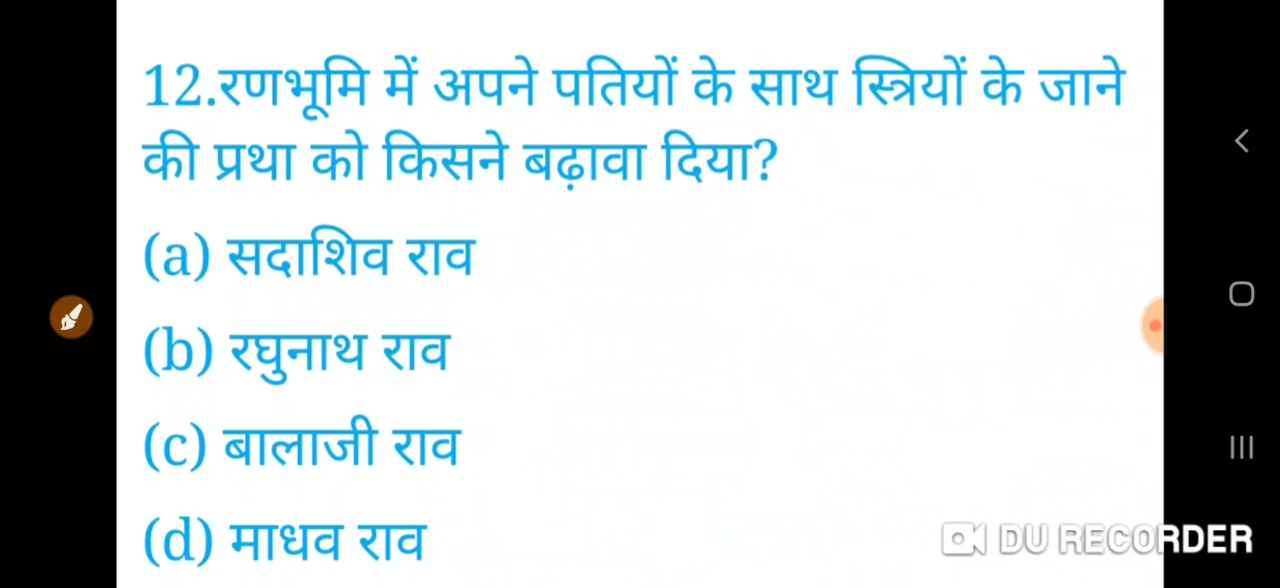 12.रणभूमि में अपने पतियों के साथ स्त्रियों के जाने
की प्रथा को किसने बढ़ावा दिया?
(a) सदाशिव राव
(b) रघुनाथ राव
(c) बालाजी राव
(d) माधव राव
DU RECORDER